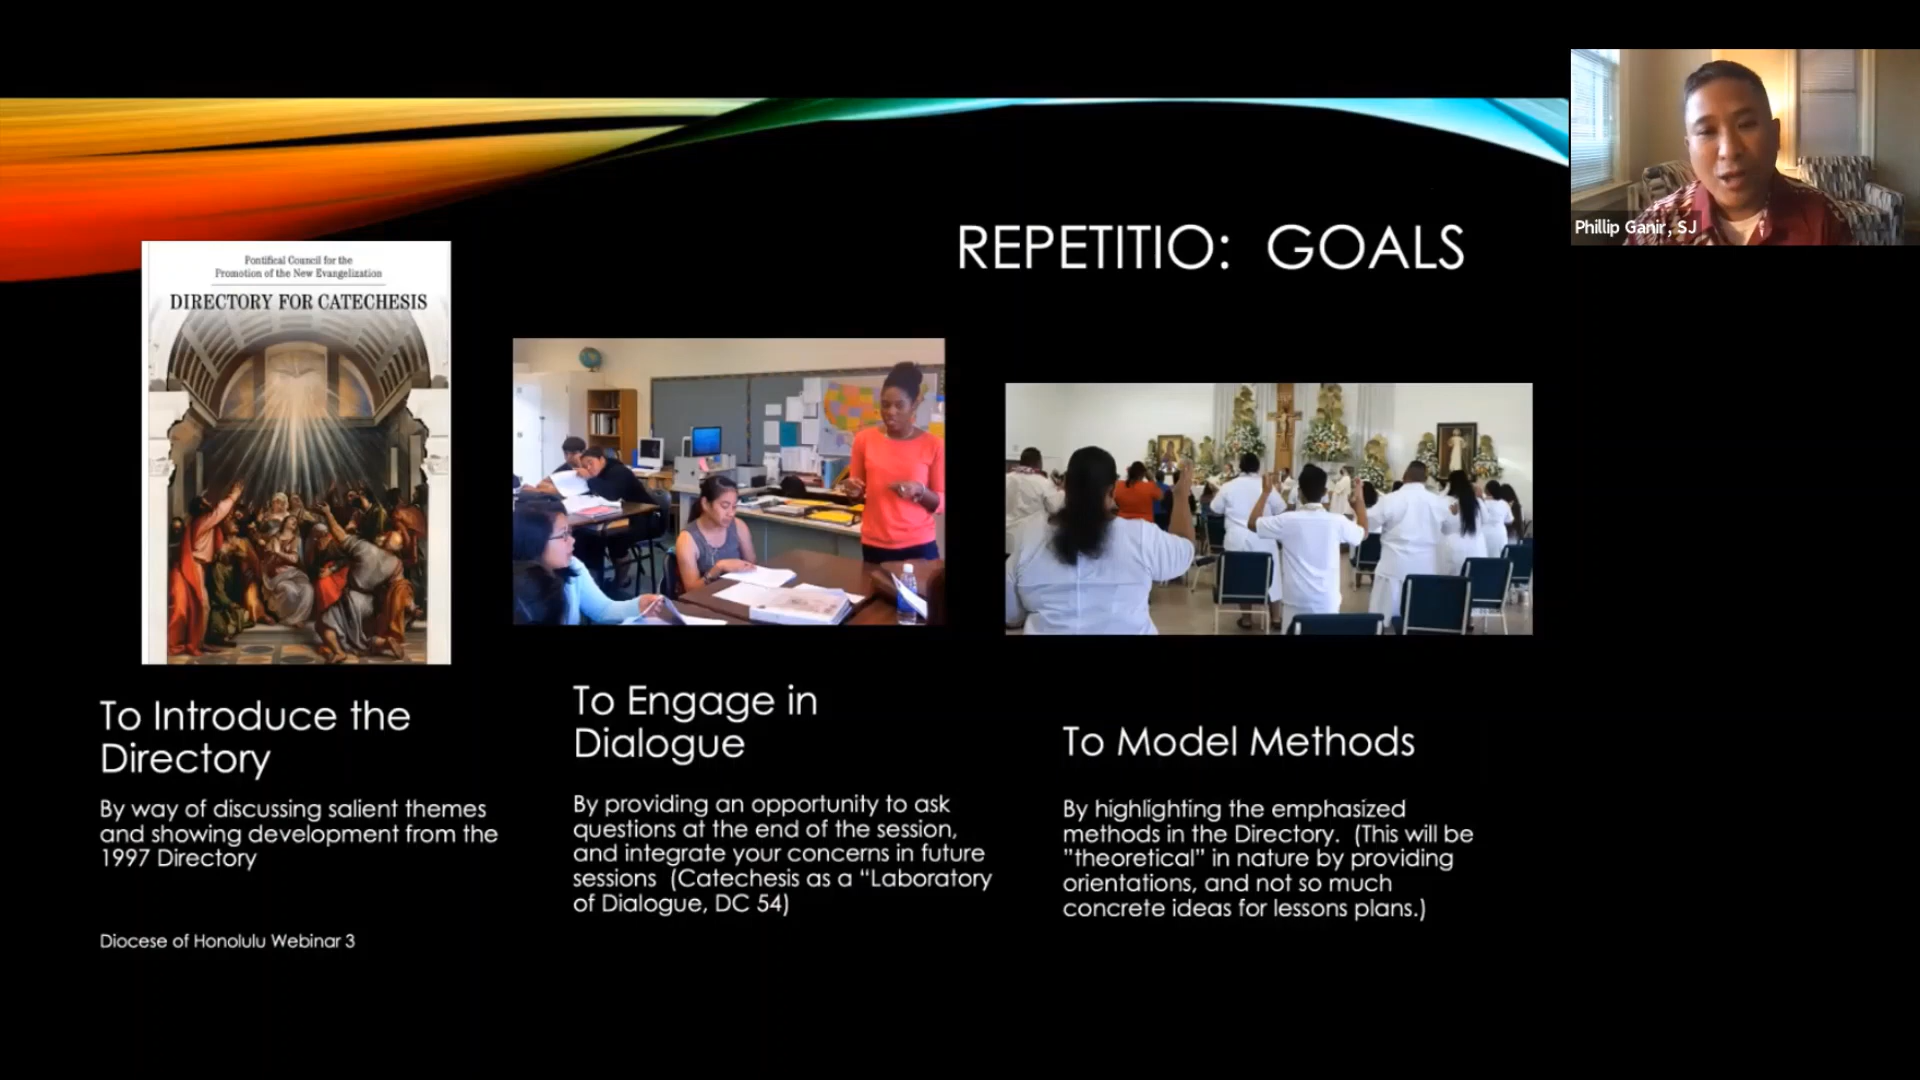 REPETITIO:  GOALS
Phillip Ganir, SJ
Pontifical Council for the
Promotion of the New Evangelization
DIRECTORY FOR CATECHESIS
To Introduce the
Directory
By way of discussing salient themes
and showing development from the
1997 Directory
To Engage in
Dialogue
By providing an opportunity to ask
questions at the end of the session,
and integrate your concerns in future
sessions  (Catechesis as a “Laboratory
of Dialogue, DC 54)
To Model Methods
By highlighting the emphasized
methods in the Directory.  (This will be
”theoretical” in nature by providing
orientations, and not so much
concrete ideas for lessons plans.)
Diocese of Honolulu Webinar 3